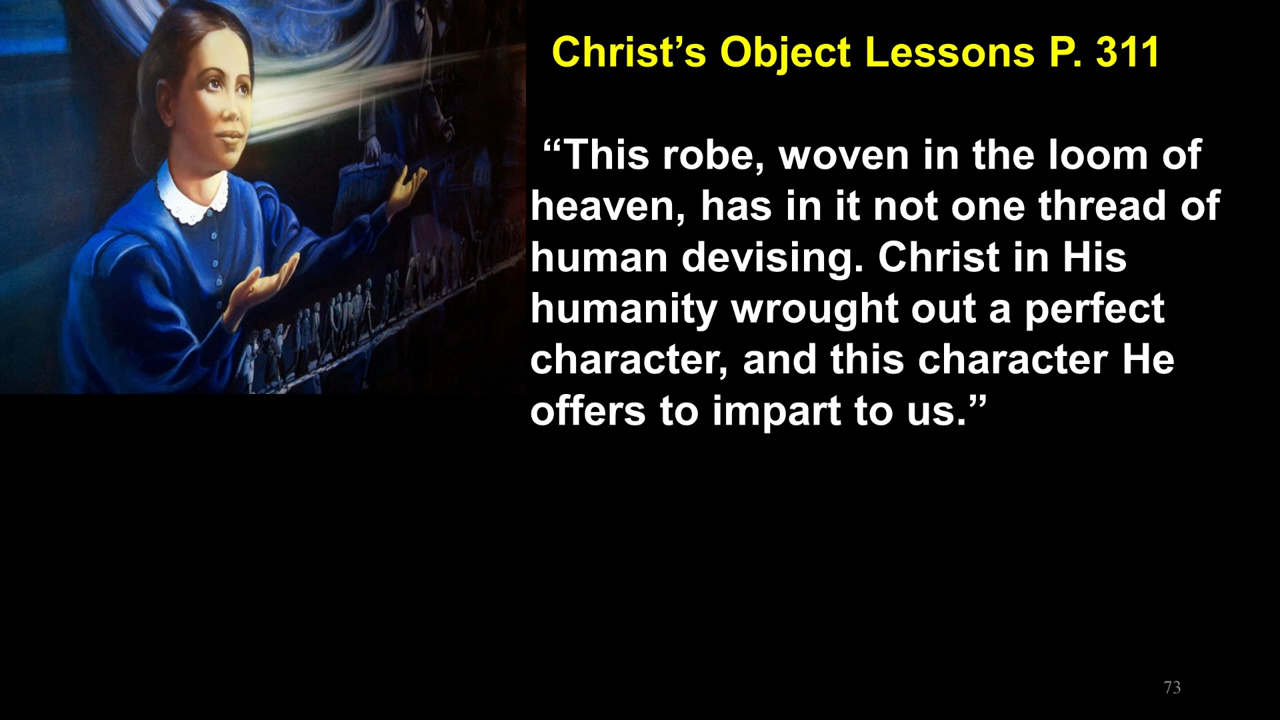 Christ’s Object Lessons P. 311
“This robe, woven in the loom of
heaven, has in it not one thread of
human devising. Christ in His
humanity wrought out a perfect
character, and this character He
offers to impart to us.”
73